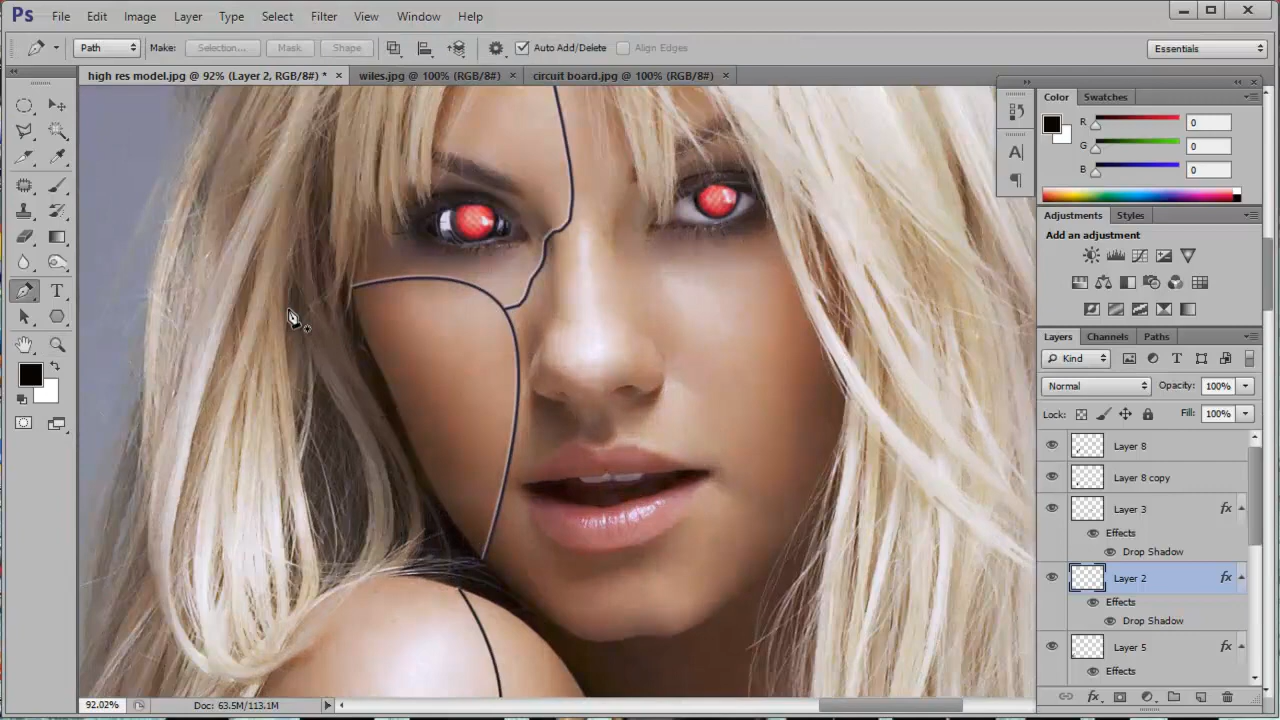 Ps File Edit Image Layer Type Select Filter View Window Help
Path Make: Selection... Mask Shape Auto Add/Delete Align Edges Essentials
high res model.jpg @ 92% (Layer 2, RGB/8#) * × wiles.jpg @ 100% (RGB/8#) × circuit board.jpg @ 100% (RGB/8#) ×
Color Swatches
R 0
G 0
B 0
Adjustments Styles
Add an adjustment
Layers Channels Paths
Kind
Normal Opacity: 100%
Lock: Fill: 100%
Layer 8
Layer 8 copy
Layer 3 fx
Effects
Drop Shadow
Layer 2 fx
Effects
Drop Shadow
Layer 5 fx
Effects
92.02% Doc: 63.5M/113.1M